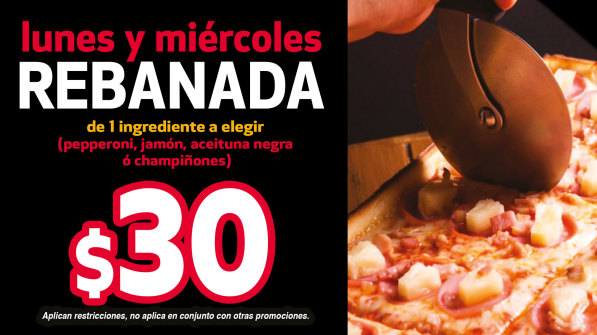 lunes y miércoles
REBANADA
de 1 ingrediente a elegir
(pepperoni, jamón, aceituna negra
ó champiñones)
$30
Aplican restricciones, no aplica en conjunto con otras promociones.